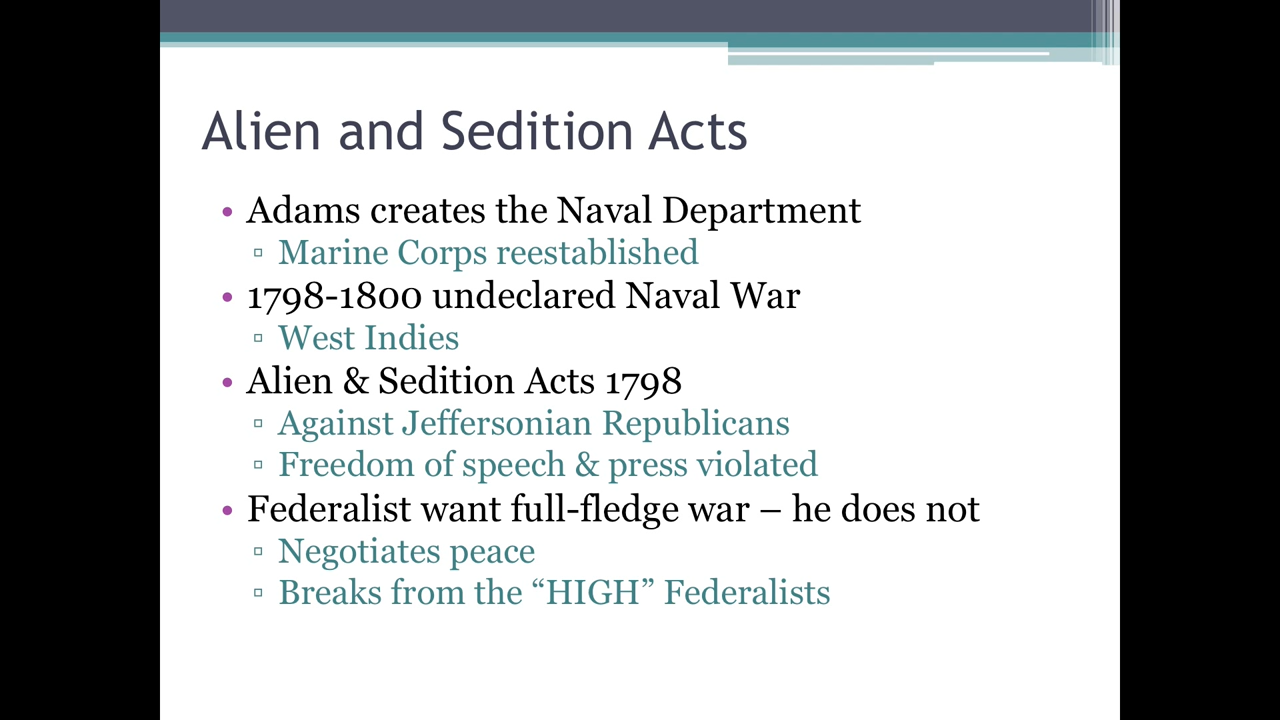 Alien and Sedition Acts
• Adams creates the Naval Department
▫ Marine Corps reestablished
• 1798-1800 undeclared Naval War
▫ West Indies
• Alien & Sedition Acts 1798
▫ Against Jeffersonian Republicans
▫ Freedom of speech & press violated
• Federalist want full-fledge war – he does not
▫ Negotiates peace
▫ Breaks from the “HIGH” Federalists